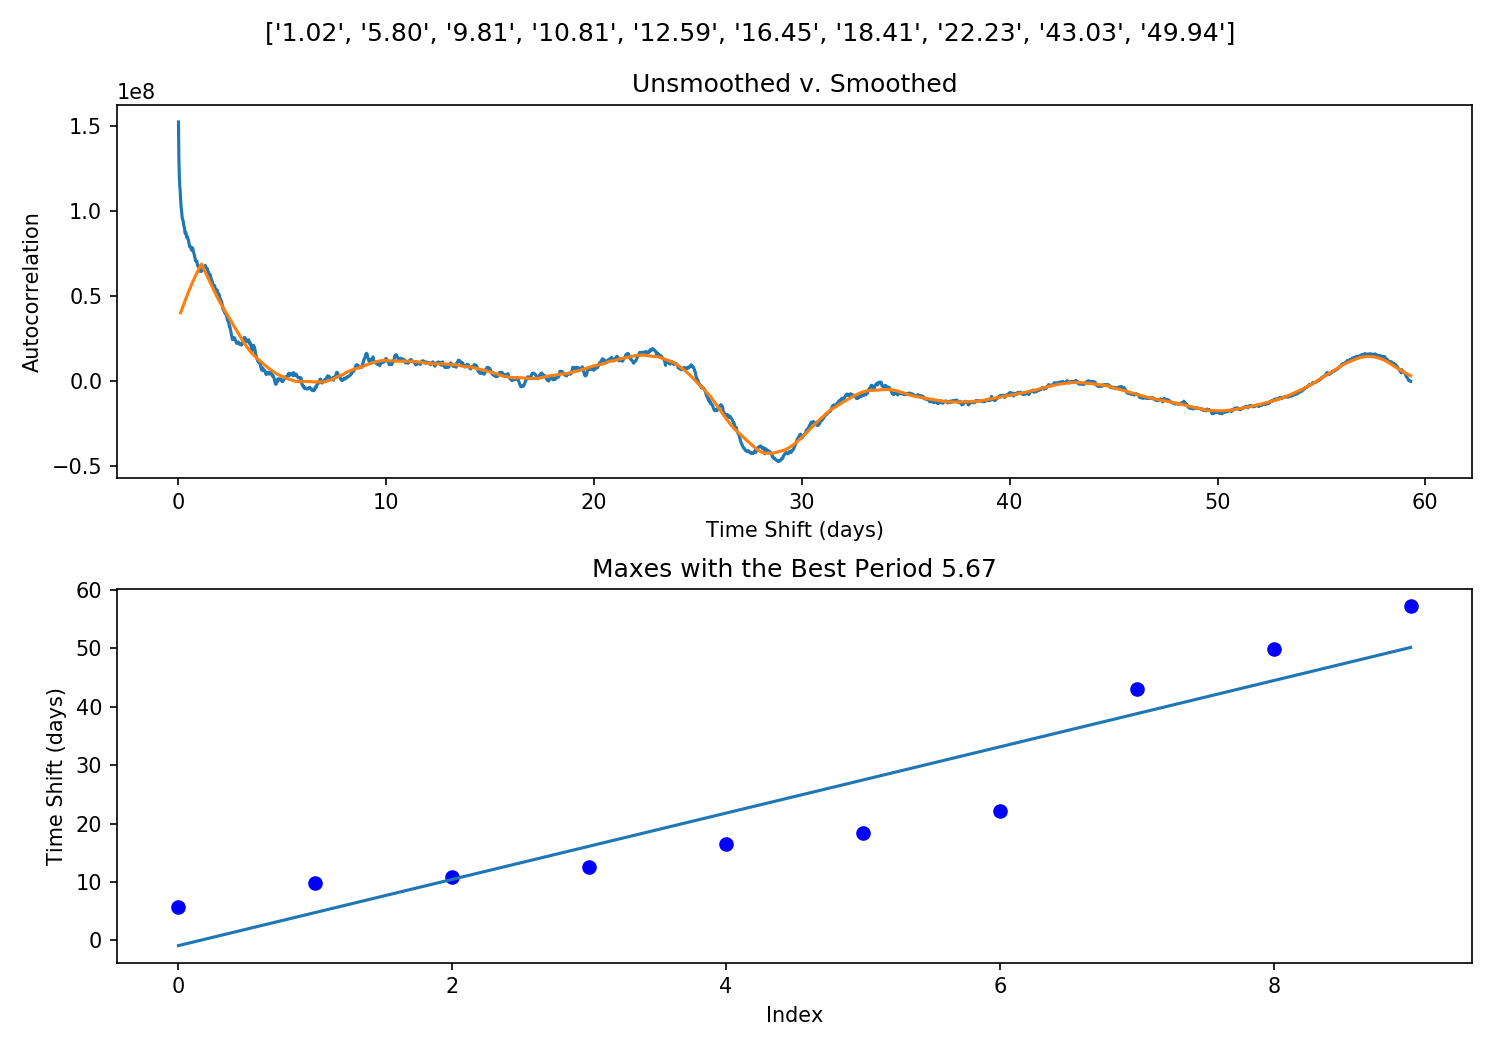 ['1.02', '5.80', '9.81', '10.81', '12.59', '16.45', '18.41', '22.23', '43.03', '49.94']
Unsmoothed v. Smoothed
1e8
1.5
1.0
0.5
0.0
−0.5
Autocorrelation
0 10 20 30 40 50 60
Time Shift (days)
Maxes with the Best Period 5.67
60
50
40
30
20
10
0
Time Shift (days)
0 2 4 6 8
Index